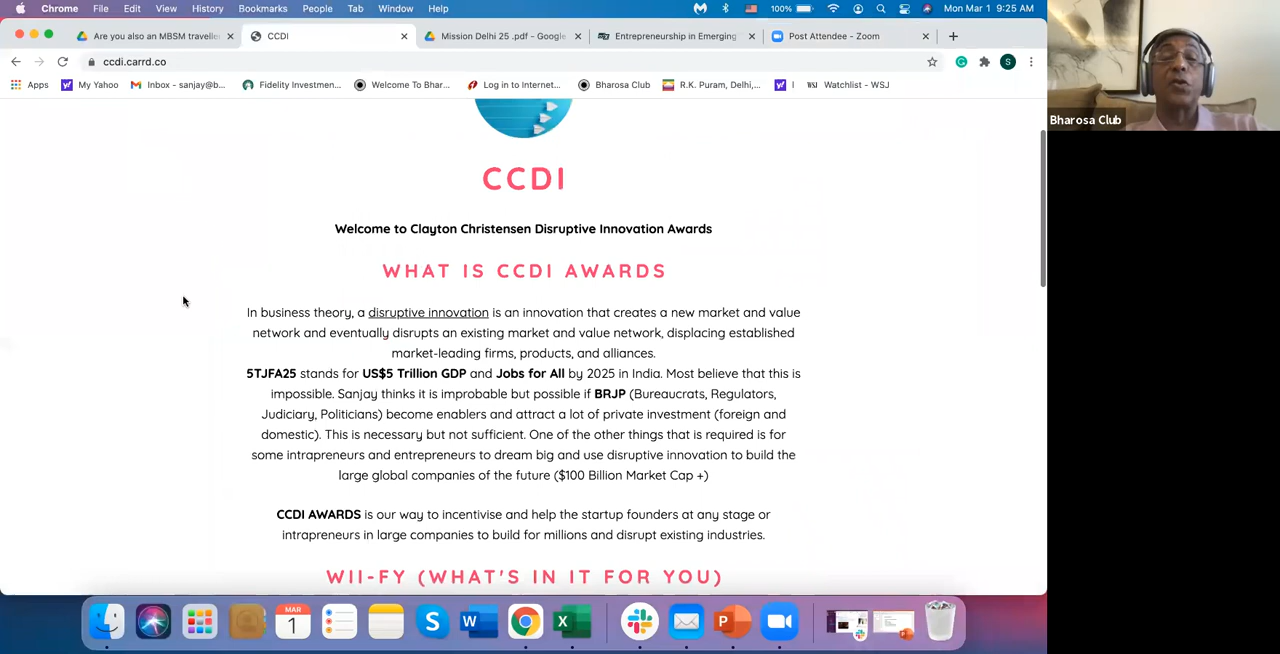 Chrome File Edit View History Bookmarks People Tab Window Help 100% Mon Mar 1 9:25 AM
Are you also an MBSM travelle CCDI Mission Delhi 25 .pdf - Google Entrepreneurship in Emerging Post Attendee - Zoom
ccdi.carrd.co S
Apps My Yahoo Inbox - sanjay@b... Fidelity Investmen... Welcome To Bhar... Log in to Internet... Bharosa Club R.K. Puram, Delhi,... I WSJ Watchlist - WSJ
Bharosa Club
CCDI
Welcome to Clayton Christensen Disruptive Innovation Awards
WHAT IS CCDI AWARDS
In business theory, a disruptive innovation is an innovation that creates a new market and value
network and eventually disrupts an existing market and value network, displacing established
market-leading firms, products, and alliances.
5TJFA25 stands for US$5 Trillion GDP and Jobs for All by 2025 in India. Most believe that this is
impossible. Sanjay thinks it is improbable but possible if BRJP (Bureaucrats, Regulators,
Judiciary, Politicians) become enablers and attract a lot of private investment (foreign and
domestic). This is necessary but not sufficient. One of the other things that is required is for
some intrapreneurs and entrepreneurs to dream big and use disruptive innovation to build the
large global companies of the future ($100 Billion Market Cap +)
CCDI AWARDS is our way to incentivise and help the startup founders at any stage or
intrapreneurs in large companies to build for millions and disrupt existing industries.
WII-FY (WHAT'S IN IT FOR YOU)
MAR
1